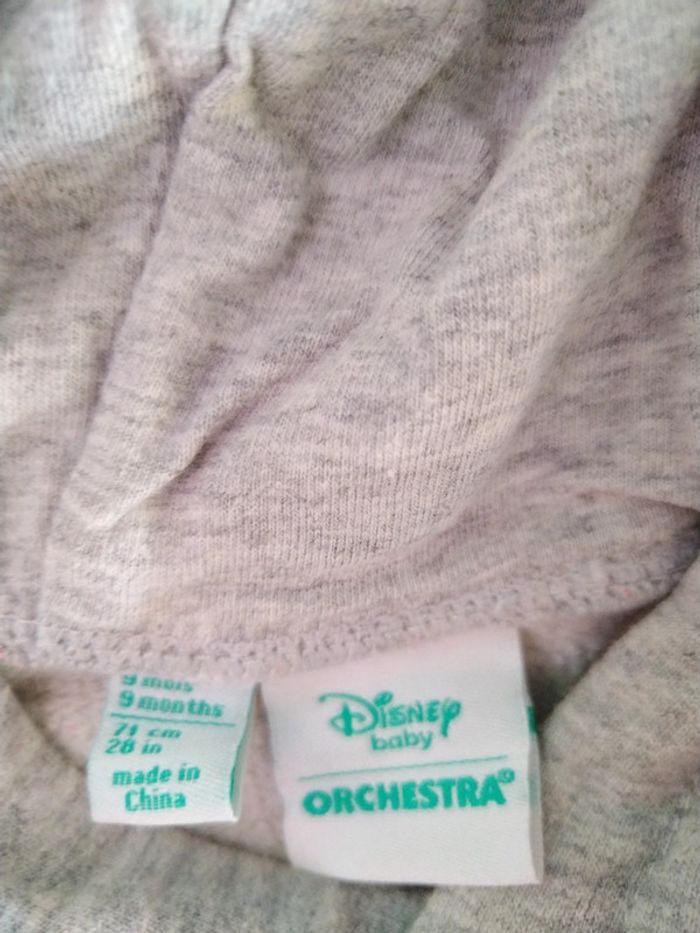 9 mois
9 months
71 cm
28 in
made in
China
Disney
baby
ORCHESTRA®